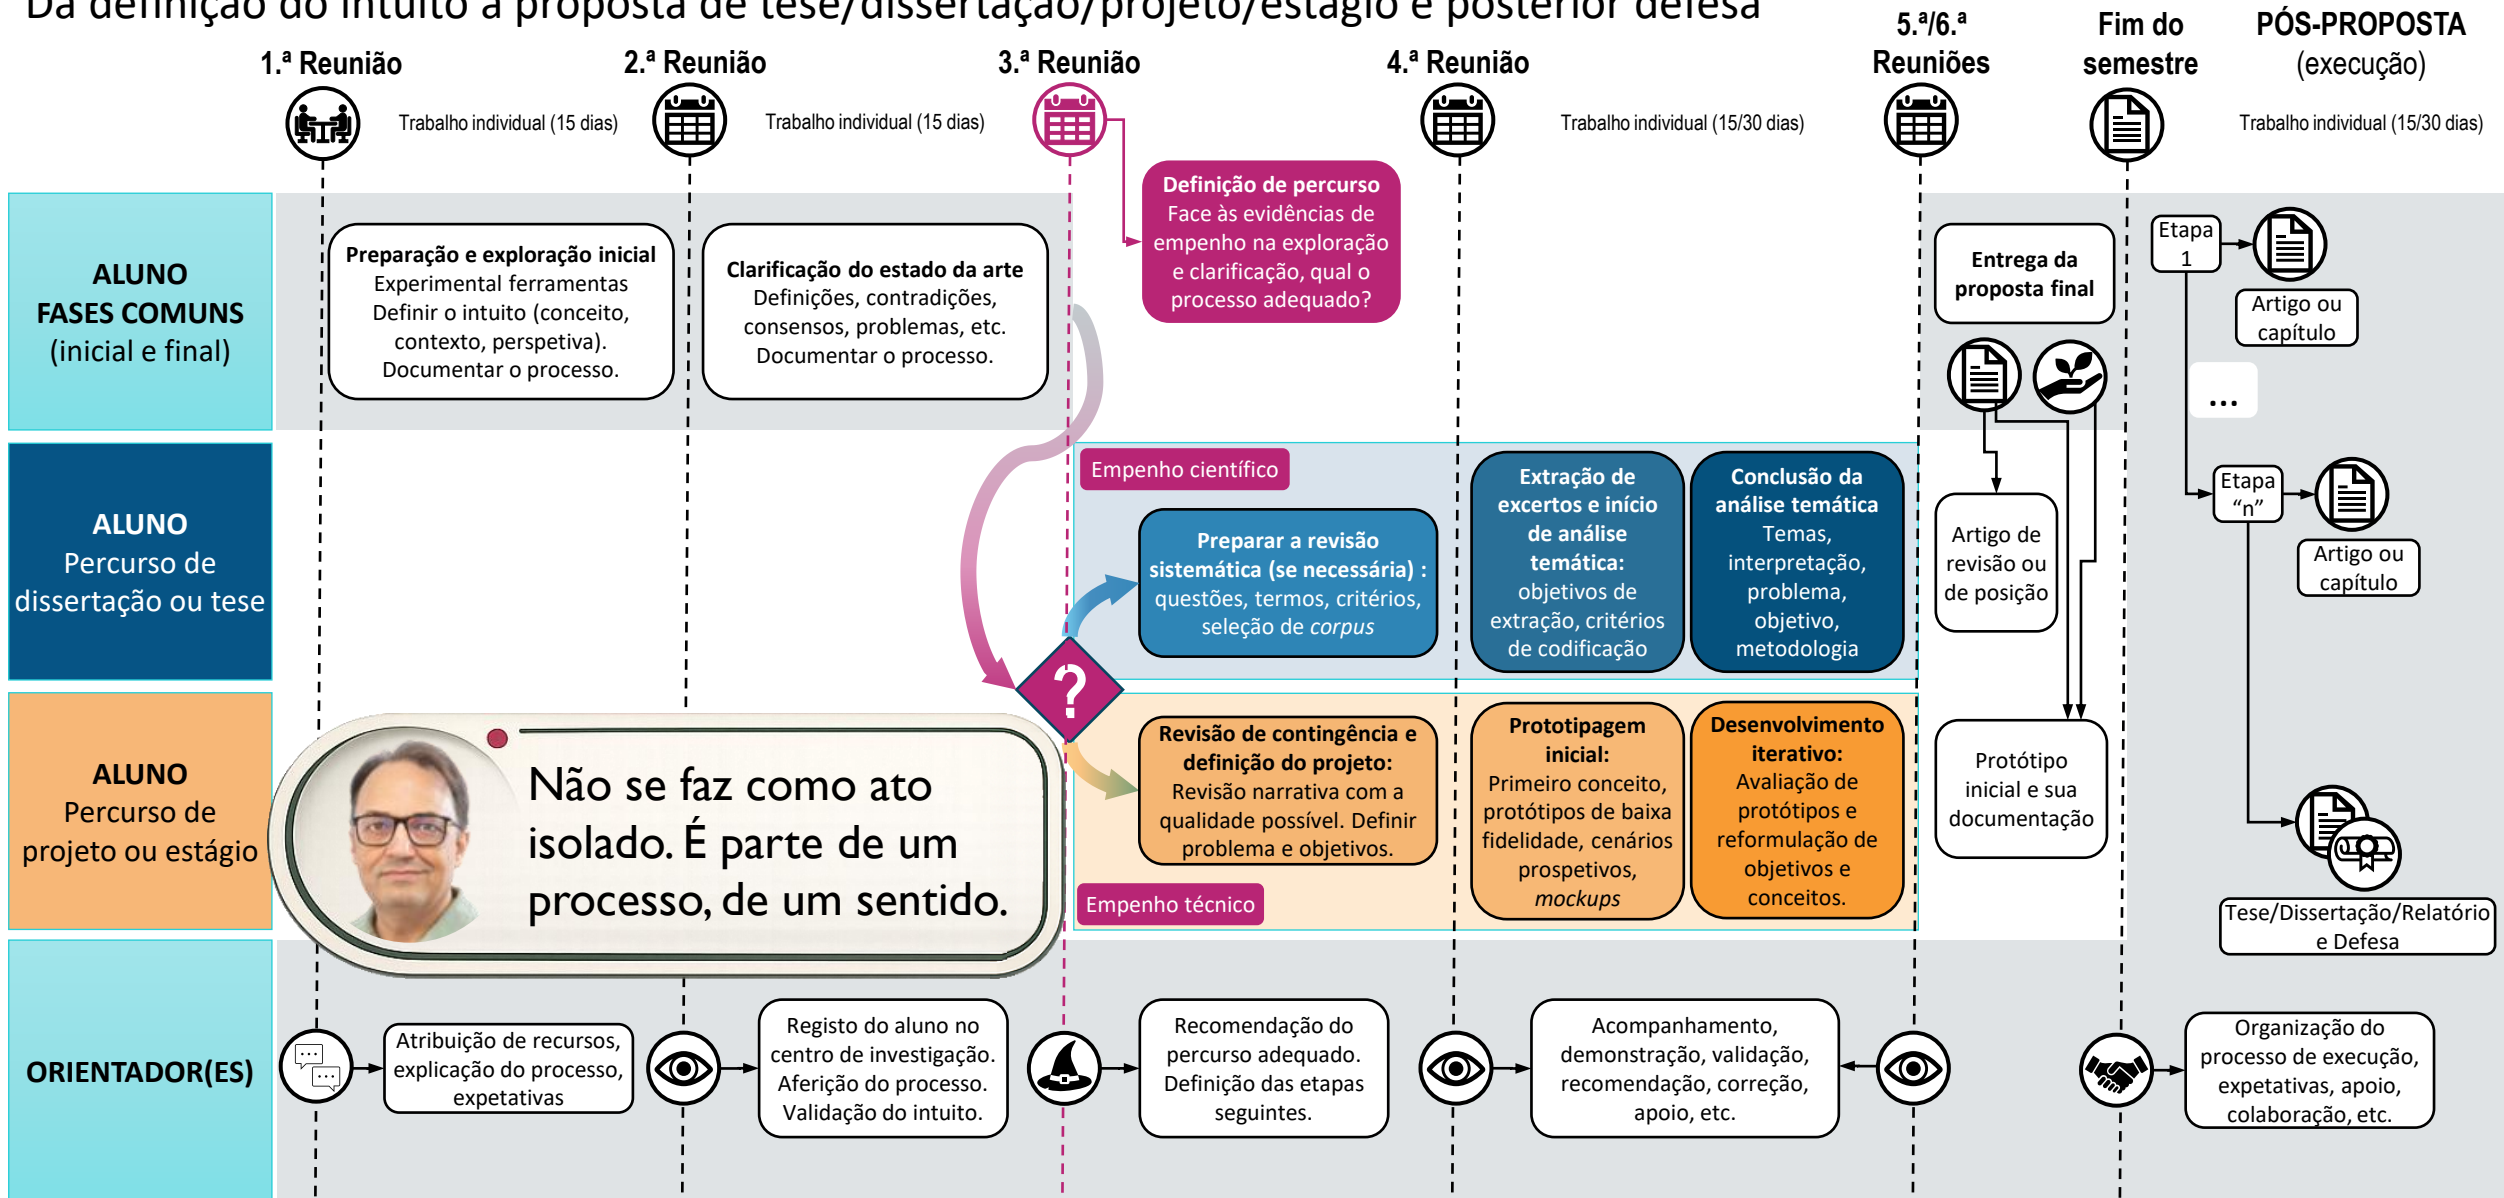 Da definição do intuito à proposta de tese/dissertação/projeto/estágio e posterior defesa
1.ª Reunião
2.ª Reunião
3.ª Reunião
4.ª Reunião
5.ª/6.ª
Reuniões
Fim do
semestre
PÓS-PROPOSTA
(execução)
Trabalho individual (15 dias)
Trabalho individual (15 dias)
Trabalho individual (15/30 dias)
Trabalho individual (15/30 dias)
ALUNO
FASES COMUNS
(inicial e final)
Preparação e exploração inicial
Experimental ferramentas
Definir o intuito (conceito,
contexto, perspetiva).
Documentar o processo.
Clarificação do estado da arte
Definições, contradições,
consensos, problemas, etc.
Documentar o processo.
Definição de percurso
Face às evidências de
empenho na exploração
e clarificação, qual o
processo adequado?
Entrega da
proposta final
Etapa
1
Artigo ou
capítulo
...
ALUNO
Percurso de
dissertação ou tese
Empenho científico
Preparar a revisão
sistemática (se necessária) :
questões, termos, critérios,
seleção de corpus
Extração de
excertos e início
de análise
temática:
objetivos de
extração, critérios
de codificação
Conclusão da
análise temática
Temas,
interpretação,
problema,
objetivo,
metodologia
Artigo de
revisão ou
de posição
Etapa
“n”
Artigo ou
capítulo
?
ALUNO
Percurso de
projeto ou estágio
Não se faz como ato
isolado. É parte de um
processo, de um sentido.
Revisão de contingência e
definição do projeto:
Revisão narrativa com a
qualidade possível. Definir
problema e objetivos.
Empenho técnico
Prototipagem
inicial:
Primeiro conceito,
protótipos de baixa
fidelidade, cenários
prospetivos,
mockups
Desenvolvimento
iterativo:
Avaliação de
protótipos e
reformulação de
objetivos e
conceitos.
Protótipo
inicial e sua
documentação
Tese/Dissertação/Relatório
e Defesa
ORIENTADOR(ES)
Atribuição de recursos,
explicação do processo,
expetativas
Registo do aluno no
centro de investigação.
Aferição do processo.
Validação do intuito.
Recomendação do
percurso adequado.
Definição das etapas
seguintes.
Acompanhamento,
demonstração, validação,
recomendação, correção,
apoio, etc.
Organização do
processo de execução,
expetativas, apoio,
colaboração, etc.